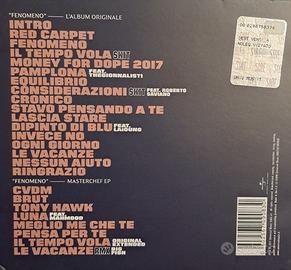 "FENOMENO" — L'ALBUM ORIGINALE
INTRO
RED CARPET
FENOMENO
IL TEMPO VOLA SKIT
MONEY FOR DOPE 2017
PAMPLONA FEAT. THEGIORNALISTI
EQUILIBRIO
CONSIDERAZIONI SKIT FEAT. ROBERTO SAVIANO
CRONICO
STAVO PENSANDO A TE
LASCIA STARE
DIPINTO DI BLU FEAT. LAIOUNG
INVECE NO
OGNI GIORNO
LE VACANZE
NESSUN AIUTO
RINGRAZIO
"FENOMENO" — MASTERCHEF EP
CVDM
BRUT
TONY HAWK
LUNA FEAT. MAHMOOD
MEGLIO ME CHE TE
PERSA PER TE
IL TEMPO VOLA ORIGINAL EXTENDED
LE VACANZE RMX BIG FISH